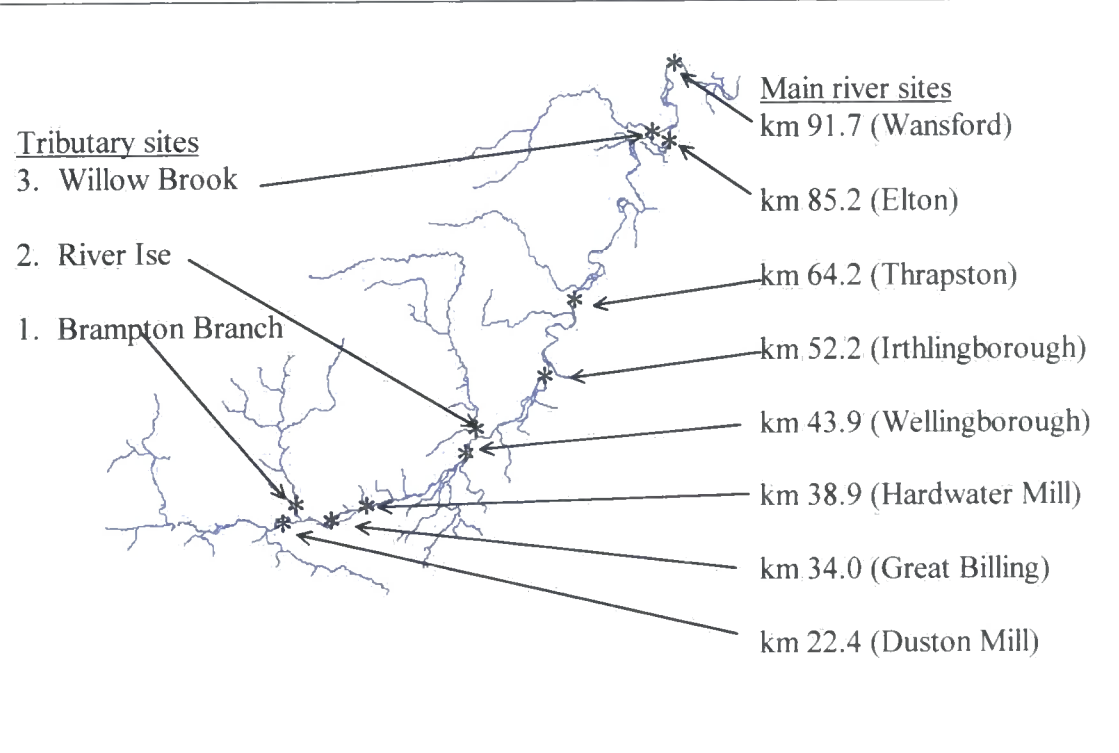 Tributary sites
3. Willow Brook
2. River Ise
1. Brampton Branch
Main river sites
km 91.7 (Wansford)
km 85.2 (Elton)
km 64.2 (Thrapston)
km 52.2 (Irthlingborough)
km 43.9 (Wellingborough)
km 38.9 (Hardwater Mill)
km 34.0 (Great Billing)
km 22.4 (Duston Mill)